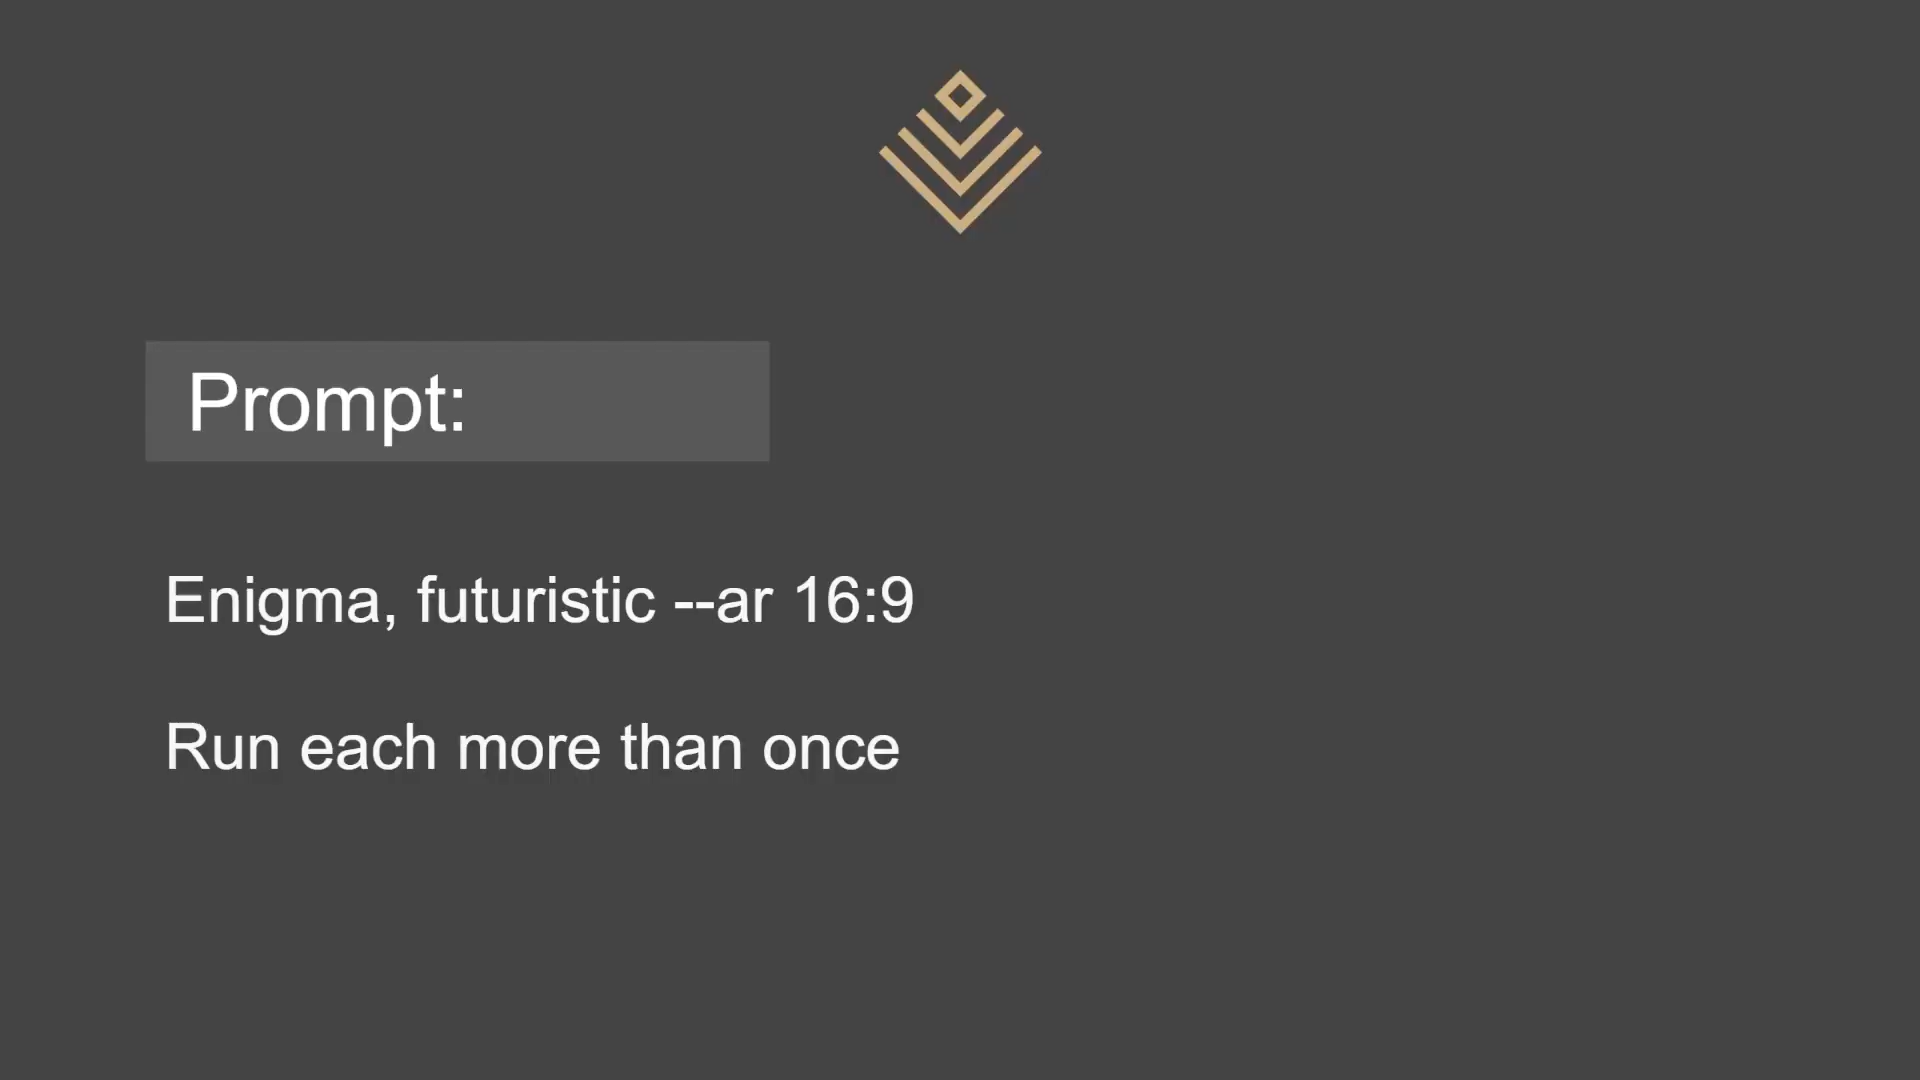 Prompt:
Enigma, futuristic --ar 16:9
Run each more than once